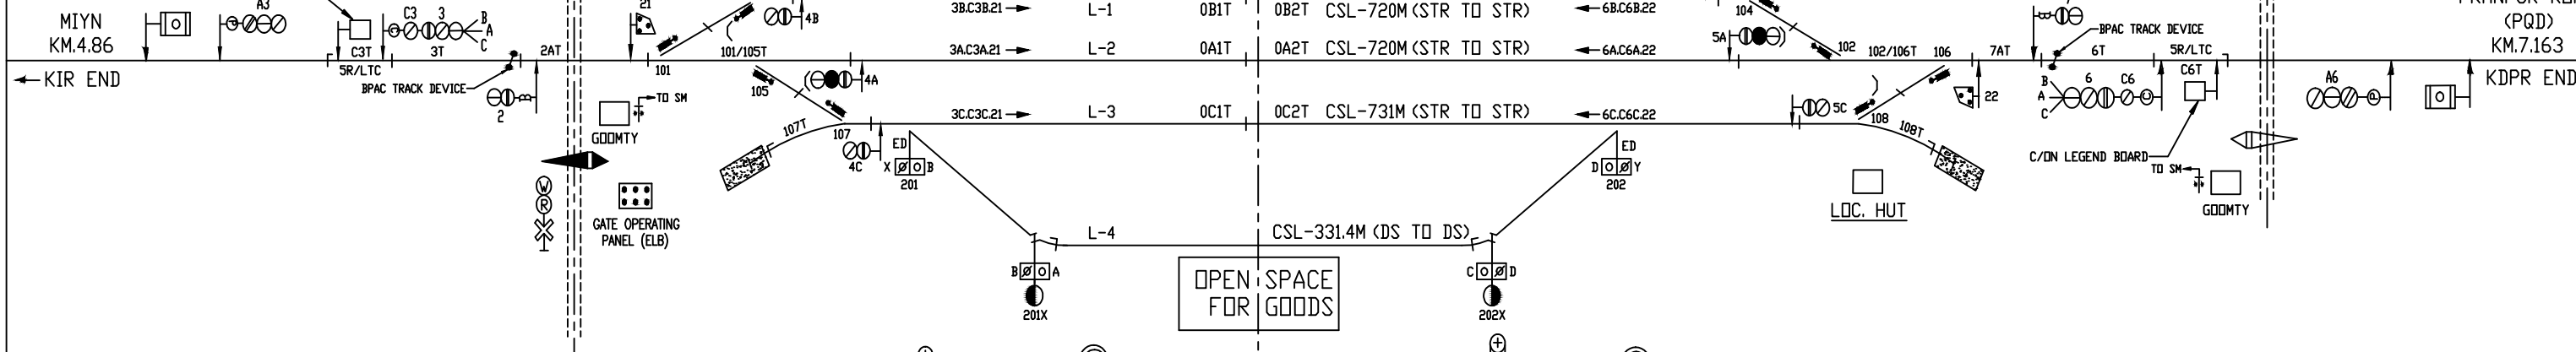 A3
C3 3 B
A
C
21
4B
3B.C3B.21 L-1 0B1T 0B2T CSL-720M (STR TO STR) 6B.C6B.22
104
MIYN
KM.4.86
C3T 3T 2AT 101/105T
3A.C3A.21 L-2 0A1T 0A2T CSL-720M (STR TO STR) 6A.C6A.22
5A 102 102/106T 106 7AT
BPAC TRACK DEVICE
6T 5R/LTC
(PQD)
KM.7.163
KIR END
5R/LTC
BPAC TRACK DEVICE
2
101
TO SM
GOOMTY
105
4A
3C.C3C.21 L-3 0C1T 0C2T CSL-731M (STR TO STR) 6C.C6C.22
5C
108 108T
22
B
A
C
6 C6
C6T
A6 P
KDPR END
107T 107
4C
ED
X B
201
ED
D Y
202
C/ON LEGEND BOARD
TO SM
GOOMTY
W
R
GATE OPERATING
PANEL (ELB)
LOC. HUT
L-4 CSL-331.4M (DS TO DS)
B A
201X
C D
202X
OPEN SPACE
FOR GOODS